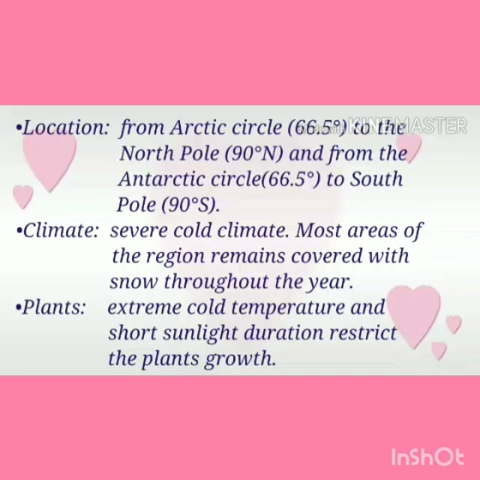 •Location: from Arctic circle (66.5°) to the
North Pole (90°N) and from the
Antarctic circle(66.5°) to South
Pole (90°S).
•Climate: severe cold climate. Most areas of
the region remains covered with
snow throughout the year.
•Plants: extreme cold temperature and
short sunlight duration restrict
the plants growth.
KINEMASTER
InShOt